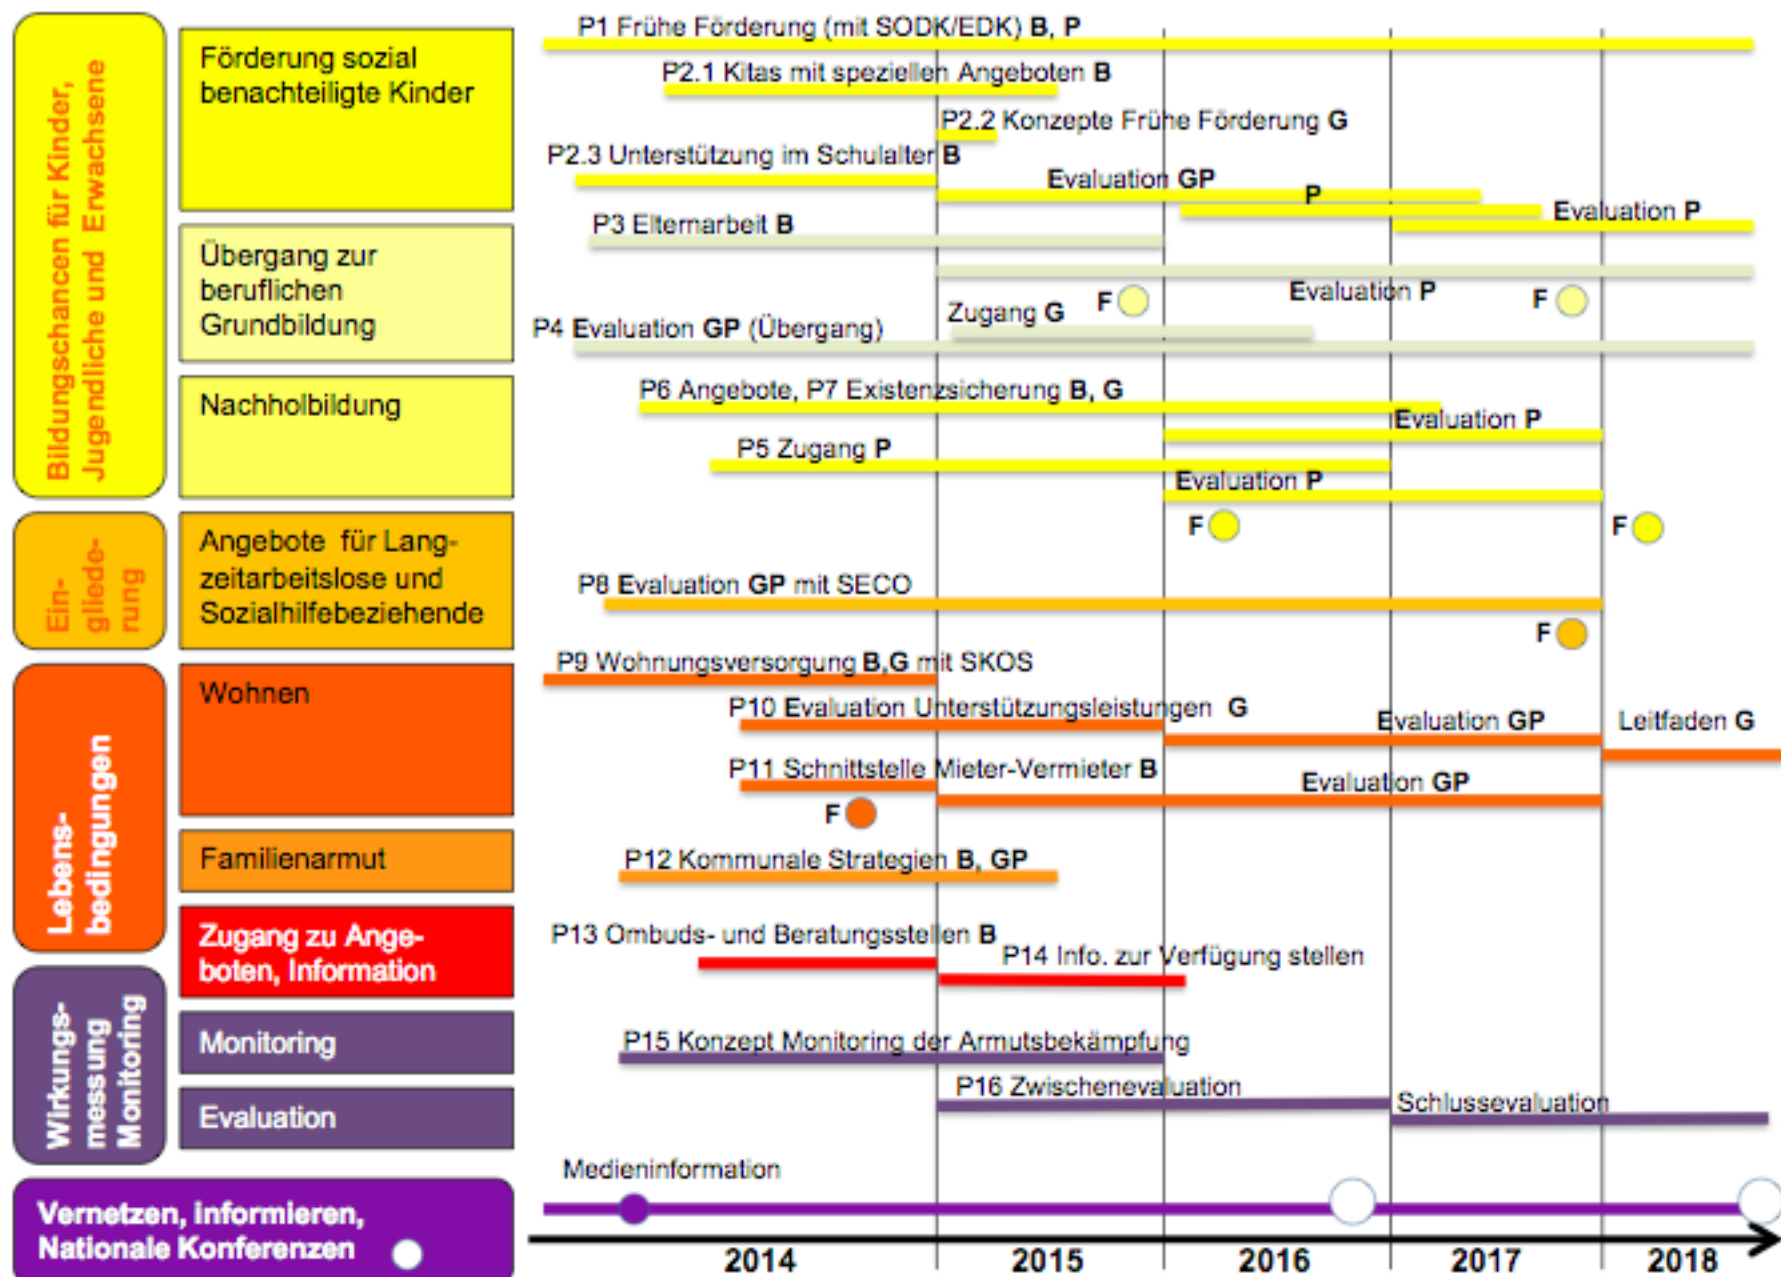 Bildungschancen für Kinder,
Jugendliche und Erwachsene
Förderung sozial
benachteiligte Kinder
P1 Frühe Förderung (mit SODK/EDK) B, P
P2.1 Kitas mit speziellen Angeboten B
P2.2 Konzepte Frühe Förderung G
P2.3 Unterstützung im Schulalter B
Evaluation GP
P
Evaluation P
Übergang zur
beruflichen
Grundbildung
P3 Elternarbeit B
Evaluation P
F
F
Zugang G
P4 Evaluation GP (Übergang)
Nachholbildung
P6 Angebote, P7 Existenzsicherung B, G
Evaluation P
P5 Zugang P
Evaluation P
F
F
Ein-
gliede-
rung
Angebote für Lang-
zeitarbeitslose und
Sozialhilfebeziehende
P8 Evaluation GP mit SECO
F
Lebens-
bedingungen
Wohnen
P9 Wohnungsversorgung B,G mit SKOS
P10 Evaluation Unterstützungsleistungen G
Evaluation GP
Leitfaden G
P11 Schnittstelle Mieter-Vermieter B
Evaluation GP
F
Familienarmut
P12 Kommunale Strategien B, GP
Zugang zu Ange-
boten, Information
P13 Ombuds- und Beratungsstellen B
P14 Info. zur Verfügung stellen
Wirkungs-
messung
Monitoring
Monitoring
P15 Konzept Monitoring der Armutsbekämpfung
Evaluation
P16 Zwischenevaluation
Schlussevaluation
Medieninformation
Vernetzen, informieren,
Nationale Konferenzen
2014 2015 2016 2017 2018